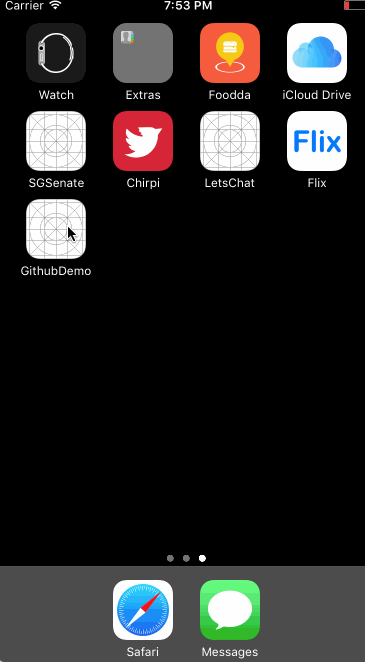 Carrier 7:53 PM
Watch Extras Foodda iCloud Drive
Flix
SGSenate Chirpi LetsChat Flix
GithubDemo
Safari Messages